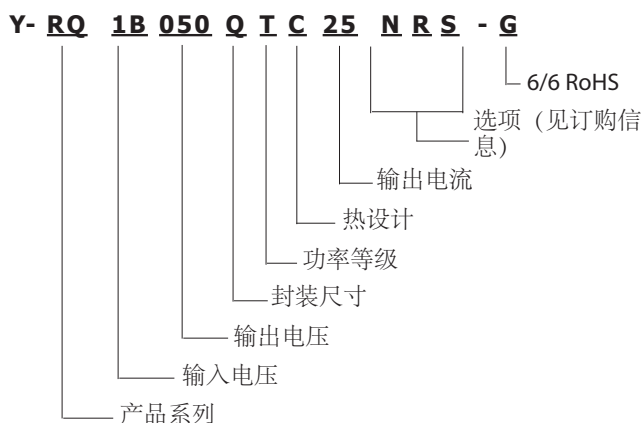 Y- RQ 1B 050 Q T C 25 N R S - G
6/6 RoHS
选项 (见订购信
息)
输出电流
热设计
功率等级
封装尺寸
输出电压
输入电压
产品系列